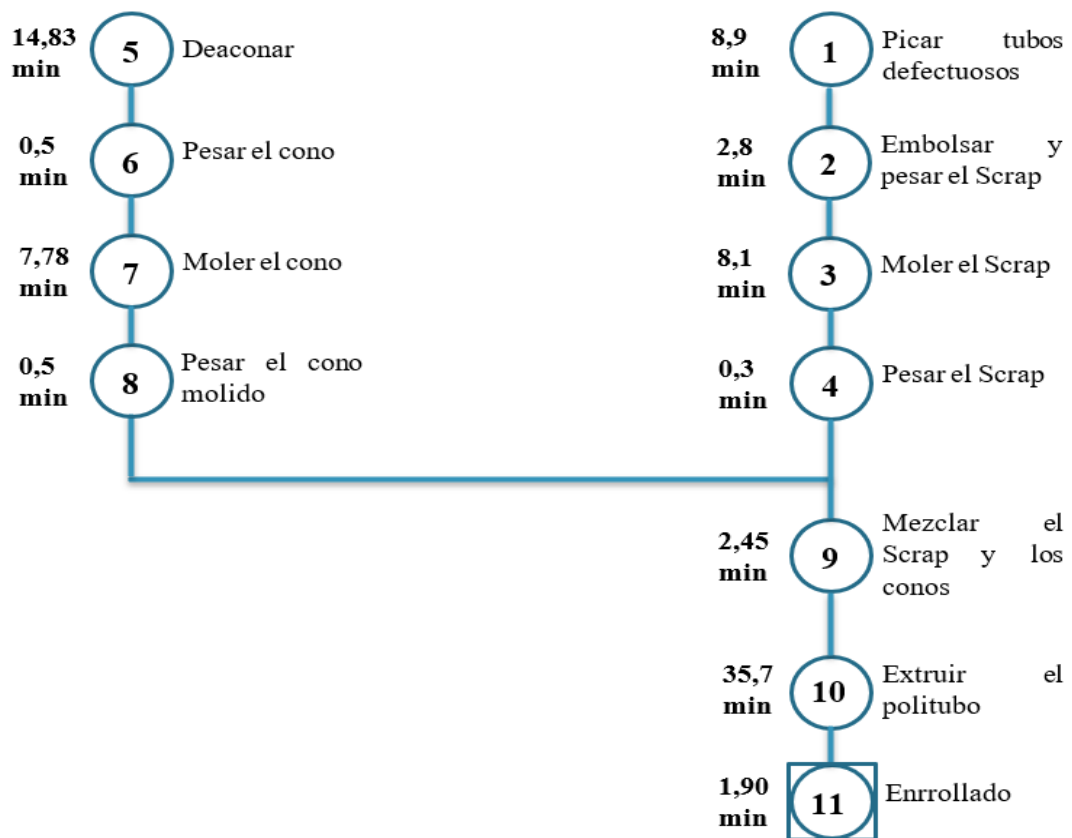 14,83
min
5
Deaconar
0,5
min
6
Pesar el cono
7,78
min
7
Moler el cono
0,5
min
8
Pesar el cono
molido
8,9
min
1
Picar tubos
defectuosos
2,8
min
2
Embolsar y
pesar el Scrap
8,1
min
3
Moler el Scrap
0,3
min
4
Pesar el Scrap
2,45
min
9
Mezclar el
Scrap y los
conos
35,7
min
10
Extruir el
politubo
1,90
min
11
Enrrollado